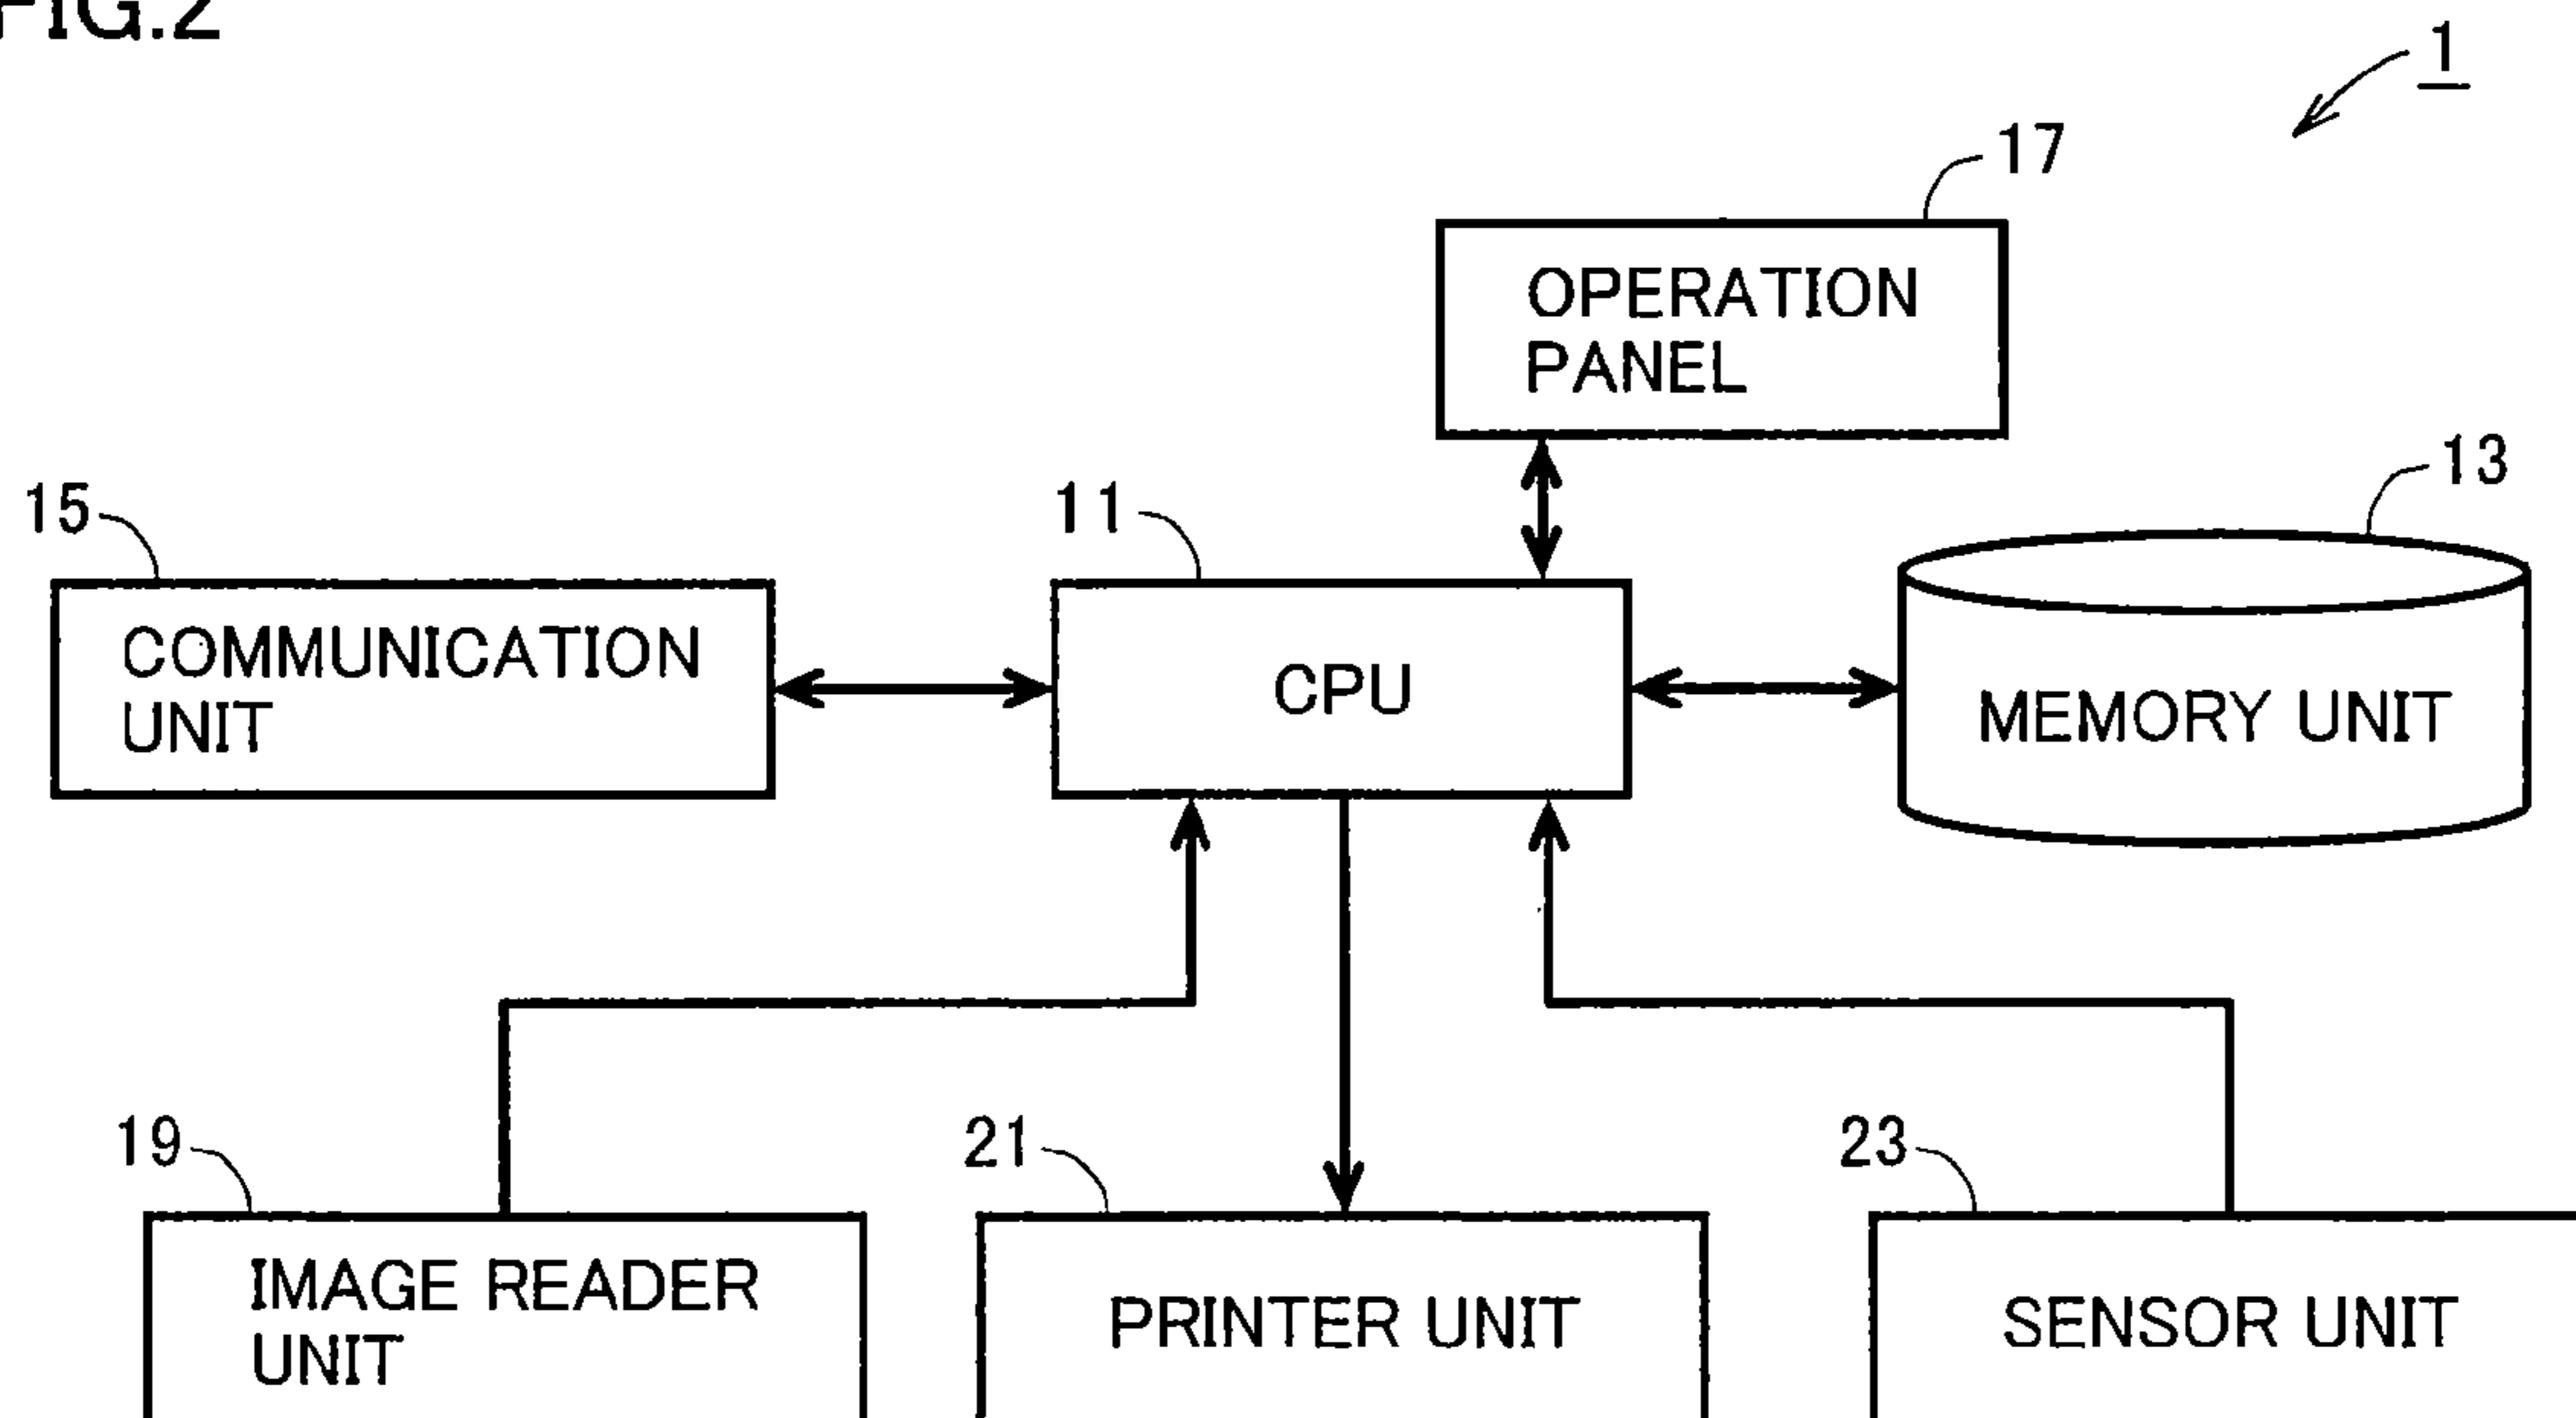 FIG.2
1
17
OPERATION
PANEL
13
15
11
COMMUNICATION
UNIT
CPU
MEMORY UNIT
19
21
23
IMAGE READER
UNIT
PRINTER UNIT
SENSOR UNIT